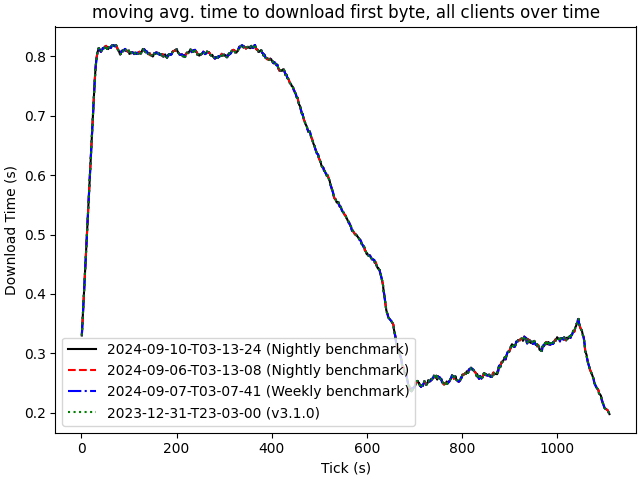 moving avg. time to download first byte, all clients over time
Download Time (s)
0.8
0.7
0.6
0.5
0.4
0.3
0.2
2024-09-10-T03-13-24 (Nightly benchmark)
2024-09-06-T03-13-08 (Nightly benchmark)
2024-09-07-T03-07-41 (Weekly benchmark)
2023-12-31-T23-03-00 (v3.1.0)
0 200 400 600 800 1000
Tick (s)